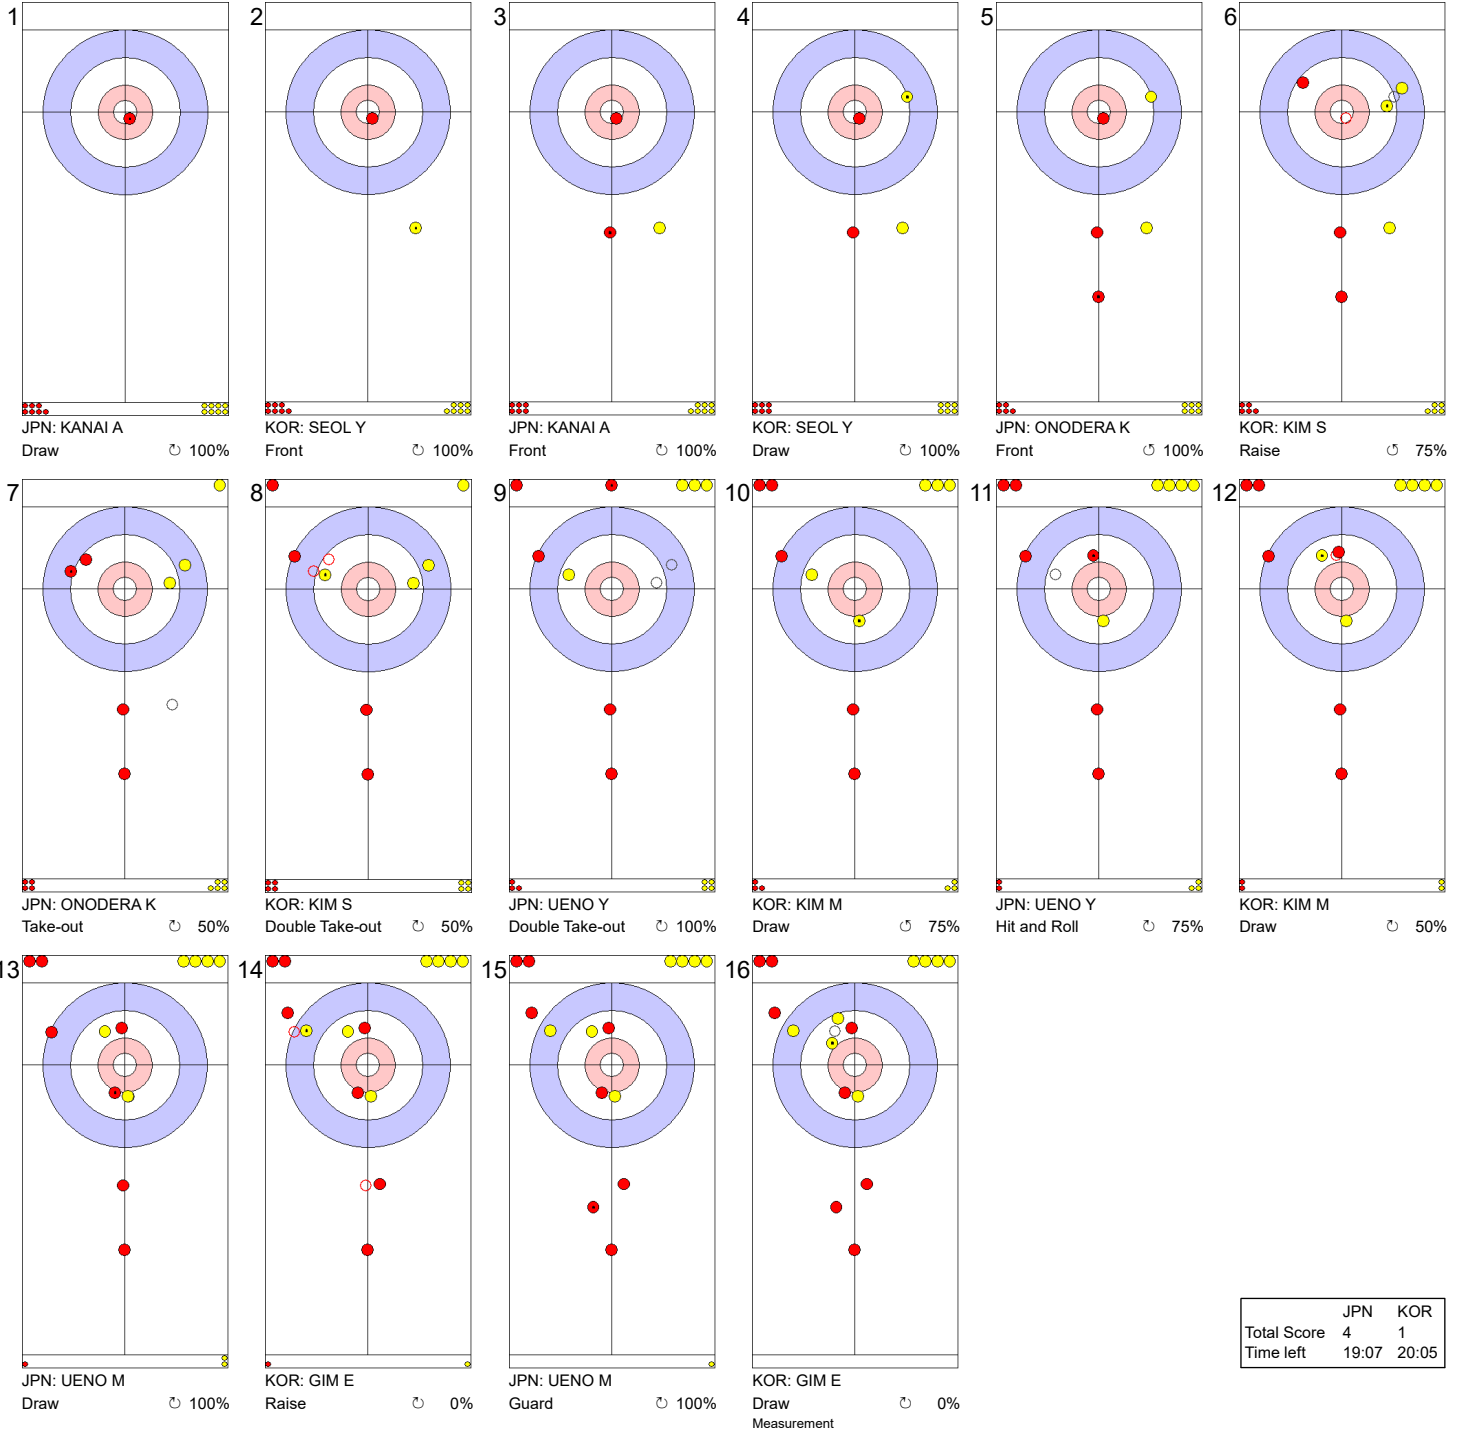 1 2 3 4 5 6
JPN: KANAI A KOR: SEOL Y JPN: KANAI A KOR: SEOL Y JPN: ONODERA K KOR: KIM S
Draw ↻ 100% Front ↻ 100% Front ↻ 100% Draw ↻ 100% Front ↺ 100% Raise ↺ 75%
7 8 9 10 11 12
JPN: ONODERA K KOR: KIM S JPN: UENO Y KOR: KIM M JPN: UENO Y KOR: KIM M
Take-out ↻ 50% Double Take-out ↻ 50% Double Take-out ↻ 100% Draw ↺ 75% Hit and Roll ↻ 75% Draw ↻ 50%
13 14 15 16
JPN KOR
Total Score 4 1
Time left 19:07 20:05
JPN: UENO M KOR: GIM E JPN: UENO M KOR: GIM E
Draw ↻ 100% Raise ↻ 0% Guard ↻ 100% Draw ↻ 0%
Measurement